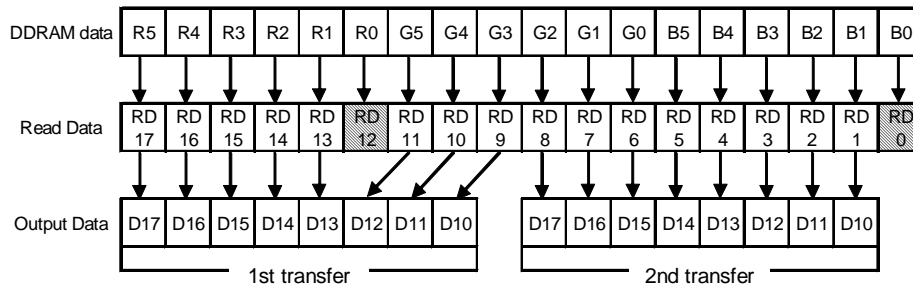 DDRAM data R5 R4 R3 R2 R1 R0 G5 G4 G3 G2 G1 G0 B5 B4 B3 B2 B1 B0
Read Data RD 17 RD 16 RD 15 RD 14 RD 13 RD 12 RD 11 RD 10 RD 9 RD 8 RD 7 RD 6 RD 5 RD 4 RD 3 RD 2 RD 1 RD 0
Output Data D17 D16 D15 D14 D13 D12 D11 D10 D17 D16 D15 D14 D13 D12 D11 D10
1st transfer 2nd transfer